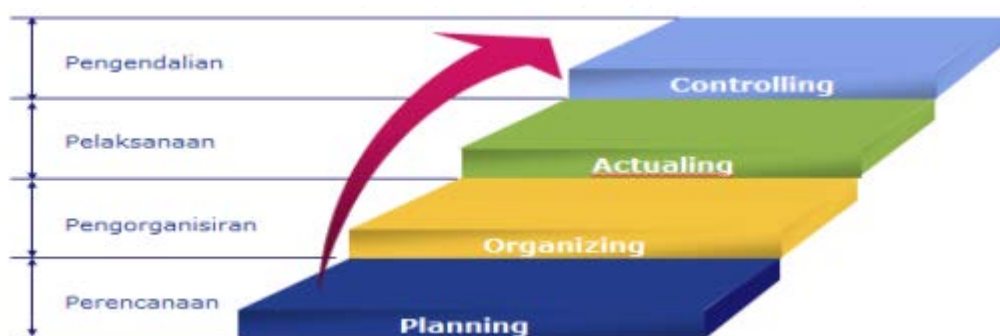 Pengendalian
Controlling
Pelaksanaan
Actualing
Pengorganisiran
Organizing
Perencanaan
Planning